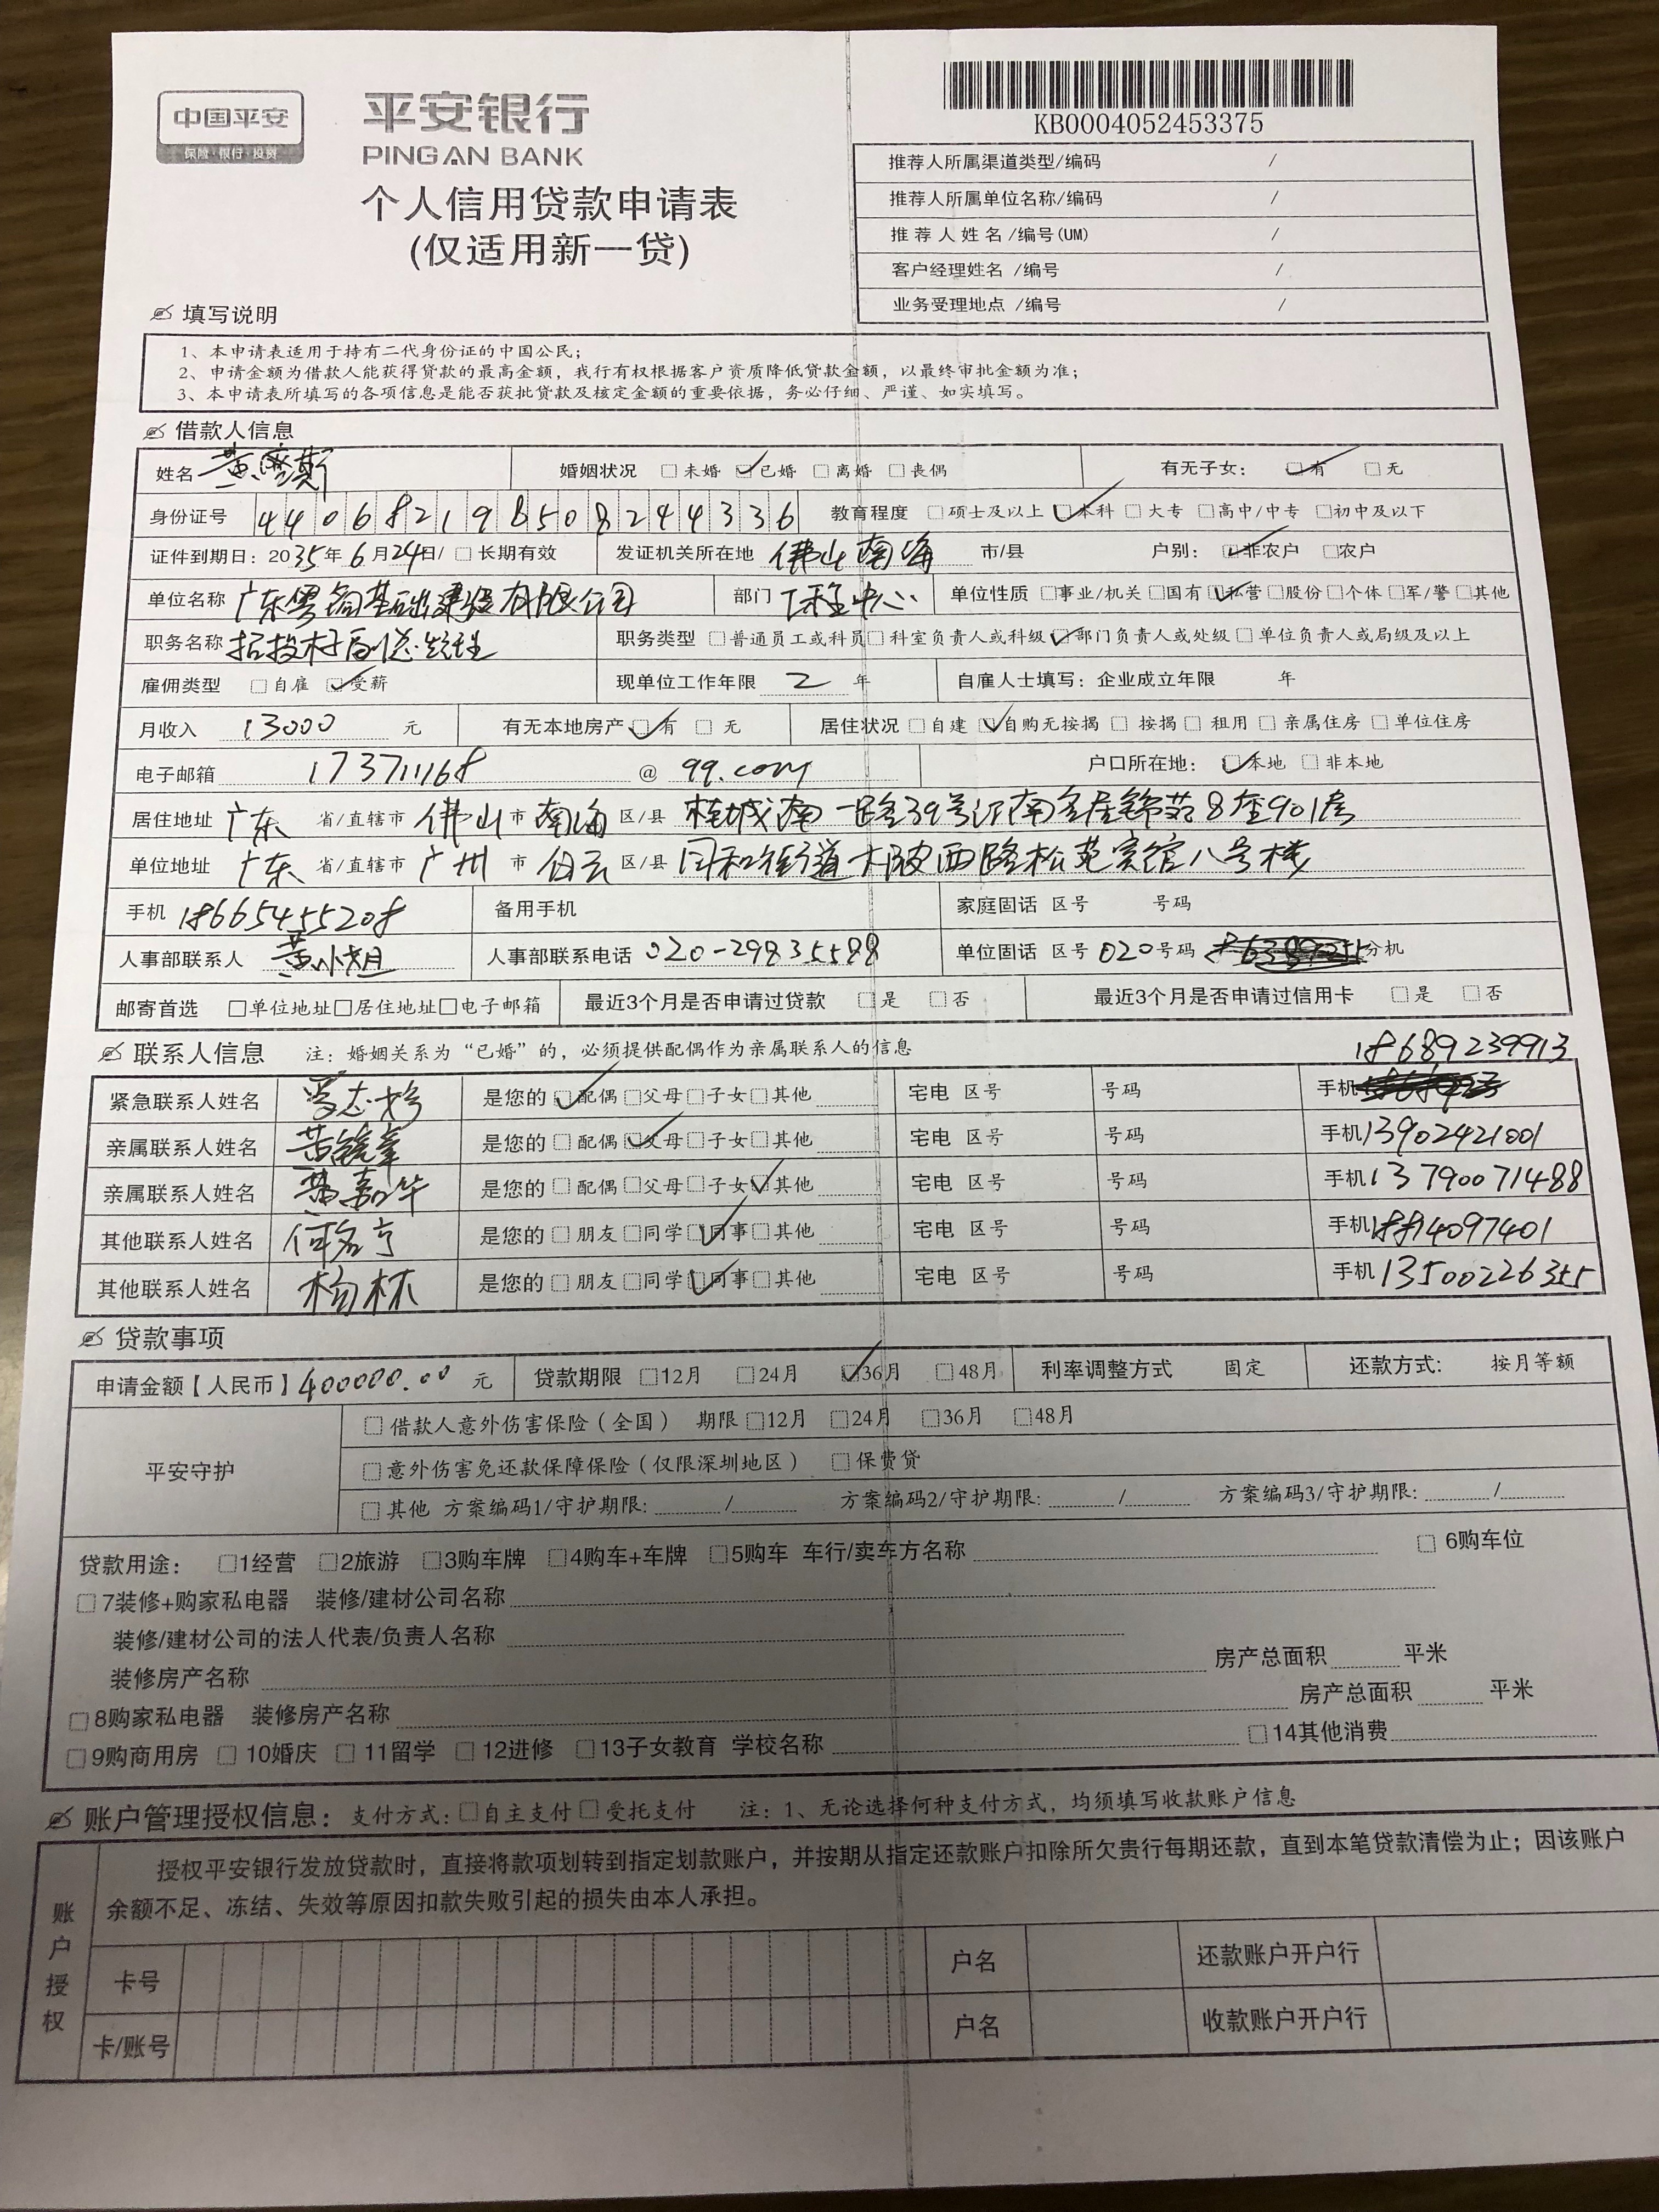 中国平安
保险·银行·投资
平安银行
PING AN BANK
个人信用贷款申请表
(仅适用新一贷)
KB0004052453375
推荐人所属渠道类型/编码 /
推荐人所属单位名称/编码 /
推荐人姓名/编号(UM) /
客户经理姓名 /编号 /
业务受理地点 /编号 /
填写说明
1、本申请表适用于持有二代身份证的中国公民；
2、申请金额为借款人能获得贷款的最高金额，我行有权根据客户资质降低贷款金额，以最终审批金额为准；
3、本申请表所填写的各项信息是能否获批贷款及核定金额的重要依据，务必仔细、严谨、如实填写。
借款人信息
姓名 黄 斯 婚姻状况 □未婚 ☑已婚 □离婚 □丧偶 有无子女： ☑有 □无
身份证号 440682198508244336 教育程度 □硕士及以上 ☑本科 □大专 □高中/中专 □初中及以下
证件到期日：2035年6月24日/ □长期有效 发证机关所在地 佛山南海 市/县 户别： ☑非农户 □农户
单位名称 广东粤 基础建设有限公司 部门 工程中心 单位性质 □事业/机关 □国有 ☑私营 □股份 □个体 □军/警 □其他
职务名称 招投标副总经理 职务类型 □普通员工或科员 □科室负责人或科级 ☑部门负责人或处级 □单位负责人或局级及以上
雇佣类型 □自雇 ☑受薪 现单位工作年限 2 年 自雇人士填写：企业成立年限 年
月收入 13000 元 有无本地房产 ☑有 □无 居住状况 □自建 ☑自购无按揭 □按揭 □租用 □亲属住房 □单位住房
电子邮箱 173711168 @ qq.com 户口所在地： ☑本地 □非本地
居住地址 广东 省/直辖市 佛山 市 南海 区/县 桂城南一路39号江南名居锦苑8座901房
单位地址 广东 省/直辖市 广州 市 白云 区/县 同和街道大陂西路松苑宾馆八号楼
手机 18665455208 备用手机 家庭固话 区号 号码
人事部联系人 黄 人事部联系电话 020-29835588 单位固话 区号 020 号码 分机
邮寄首选 □单位地址 □居住地址 □电子邮箱 最近3个月是否申请过贷款 □是 □否 最近3个月是否申请过信用卡 □是 □否
联系人信息 注：婚姻关系为“已婚”的，必须提供配偶作为亲属联系人的信息 18689239913
紧急联系人姓名 志珍 是您的 ☑配偶 □父母 □子女 □其他 宅电 区号 号码 手机
亲属联系人姓名 黄 是您的 □配偶 ☑父母 □子女 □其他 宅电 区号 号码 手机 13902421001
亲属联系人姓名 黄嘉华 是您的 □配偶 □父母 □子女 ☑其他 宅电 区号 号码 手机 13790071488
其他联系人姓名 何名亨 是您的 □朋友 □同学 ☑同事 □其他 宅电 区号 号码 手机 18814097401
其他联系人姓名 杨林 是您的 □朋友 □同学 ☑同事 □其他 宅电 区号 号码 手机 13500226355
贷款事项
申请金额【人民币】400000.00 元 贷款期限 □12月 □24月 ☑36月 □48月 利率调整方式 固定 还款方式: 按月等额
平安守护
□借款人意外伤害保险（全国） 期限 □12月 □24月 □36月 □48月
□意外伤害免还款保障保险（仅限深圳地区） □保费贷
□其他 方案编码1/守护期限: / 方案编码2/守护期限: / 方案编码3/守护期限: /
贷款用途： □1经营 □2旅游 □3购车牌 □4购车+车牌 □5购车 车行/卖车方名称 □6购车位
□7装修+购家私电器 装修/建材公司名称
装修/建材公司的法人代表/负责人名称
装修房产名称 房产总面积 平米
□8购家私电器 装修房产名称 房产总面积 平米
□9购商用房 □10婚庆 □11留学 □12进修 □13子女教育 学校名称 □14其他消费
账户管理授权信息： 支付方式: □自主支付 □受托支付 注：1、无论选择何种支付方式，均须填写收款账户信息
账户授权
授权平安银行发放贷款时，直接将款项划转到指定划款账户，并按期从指定还款账户扣除所欠贵行每期还款，直到本笔贷款清偿为止；因该账户
余额不足、冻结、失效等原因扣款失败引起的损失由本人承担。
卡号 户名 还款账户开户行
卡/账号 户名 收款账户开户行